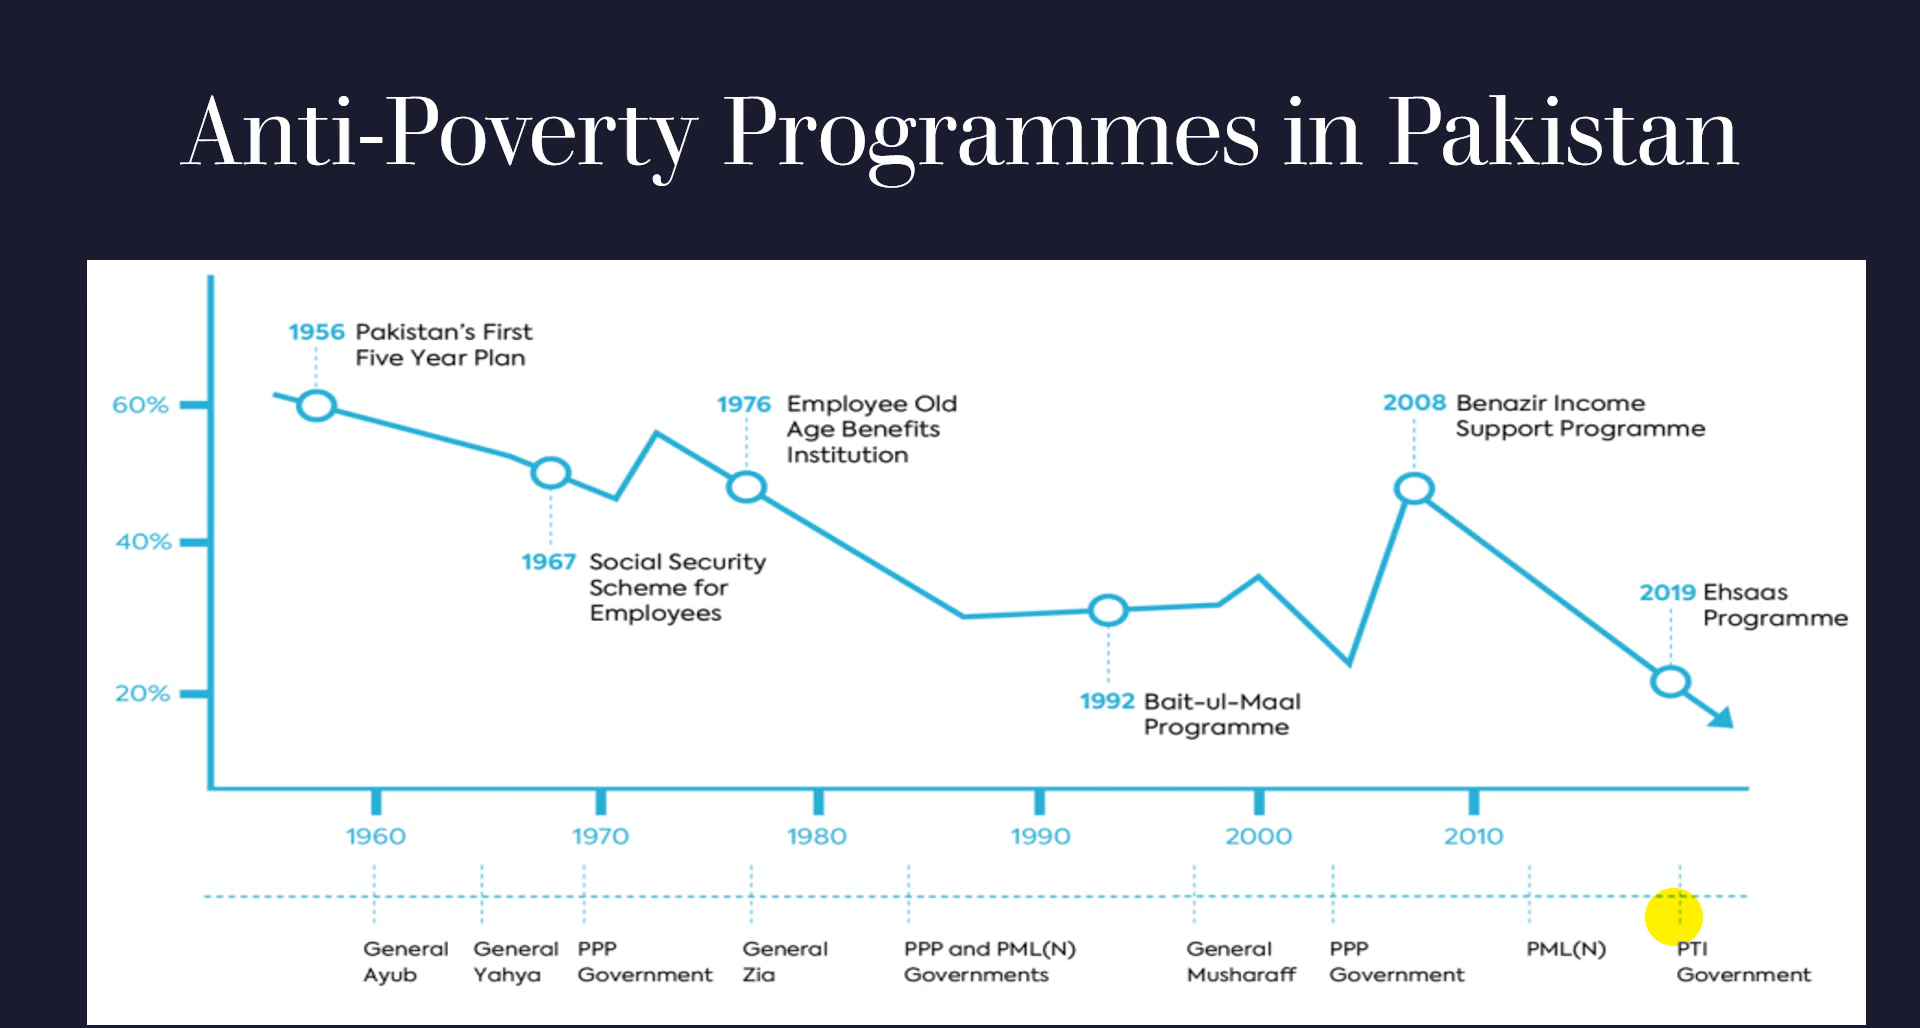 Anti-Poverty Programmes in Pakistan
1956 Pakistan's First
Five Year Plan
60%
1976 Employee Old
Age Benefits
Institution
2008 Benazir Income
Support Programme
40%
1967 Social Security
Scheme for
Employees
2019 Ehsaas
Programme
20%
1992 Bait-ul-Maal
Programme
1960 1970 1980 1990 2000 2010
General
Ayub
General
Yahya
PPP
Government
General
Zia
PPP and PML(N)
Governments
General
Musharaff
PPP
Government
PML(N)
PTI
Government